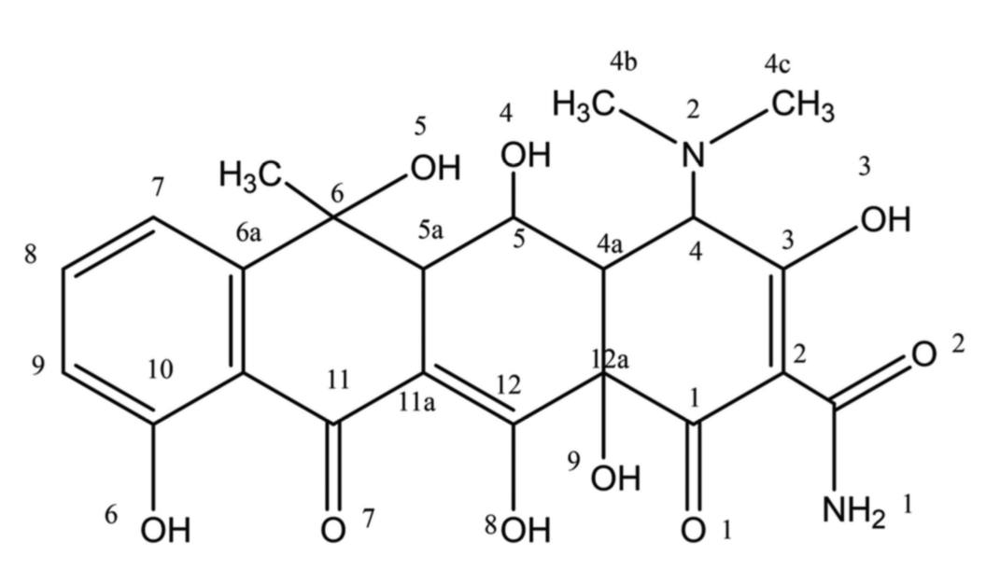 4b 4c
H₃C 2 CH₃
5 4 N
H₃C OH OH 3
7 6 OH
6a 5a 5 4a 4 3
8
9 10 11 11a 12 12a 1 2 O 2
9 OH
6 OH O 7 8 OH O 1 NH₂ 1